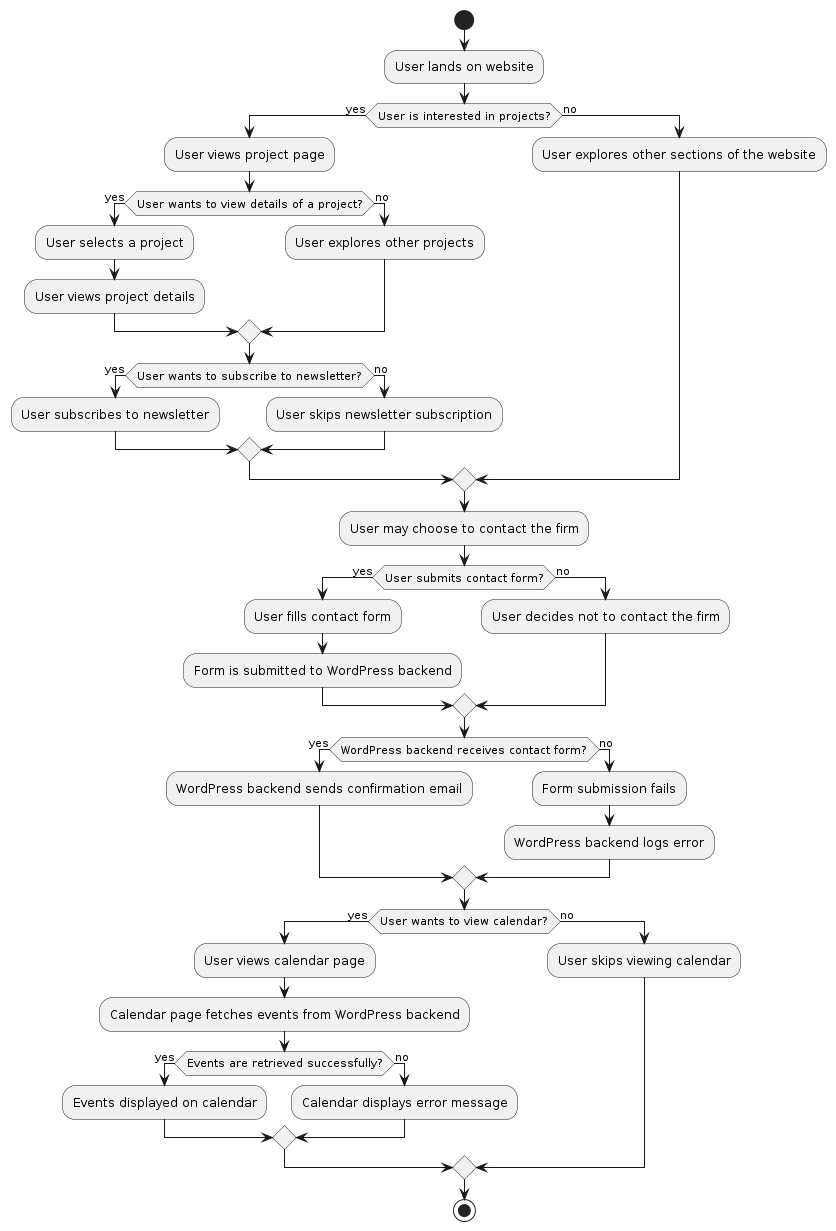 User lands on website
yes
User is interested in projects?
no
User views project page
User explores other sections of the website
yes
User wants to view details of a project?
no
User selects a project
User explores other projects
User views project details
yes
User wants to subscribe to newsletter?
no
User subscribes to newsletter
User skips newsletter subscription
User may choose to contact the firm
yes
User submits contact form?
no
User fills contact form
User decides not to contact the firm
Form is submitted to WordPress backend
yes
WordPress backend receives contact form?
no
WordPress backend sends confirmation email
Form submission fails
WordPress backend logs error
yes
User wants to view calendar?
no
User views calendar page
User skips viewing calendar
Calendar page fetches events from WordPress backend
yes
Events are retrieved successfully?
no
Events displayed on calendar
Calendar displays error message